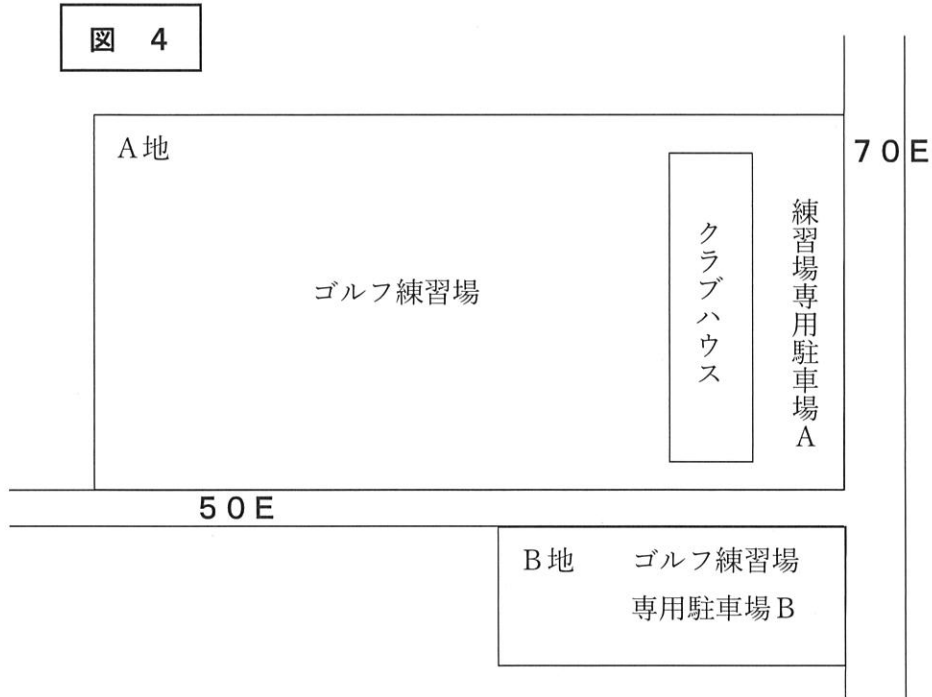 図 4
A地
70E
ゴルフ練習場
クラブハウス
練習場専用駐車場A
50E
B地 ゴルフ練習場
専用駐車場B